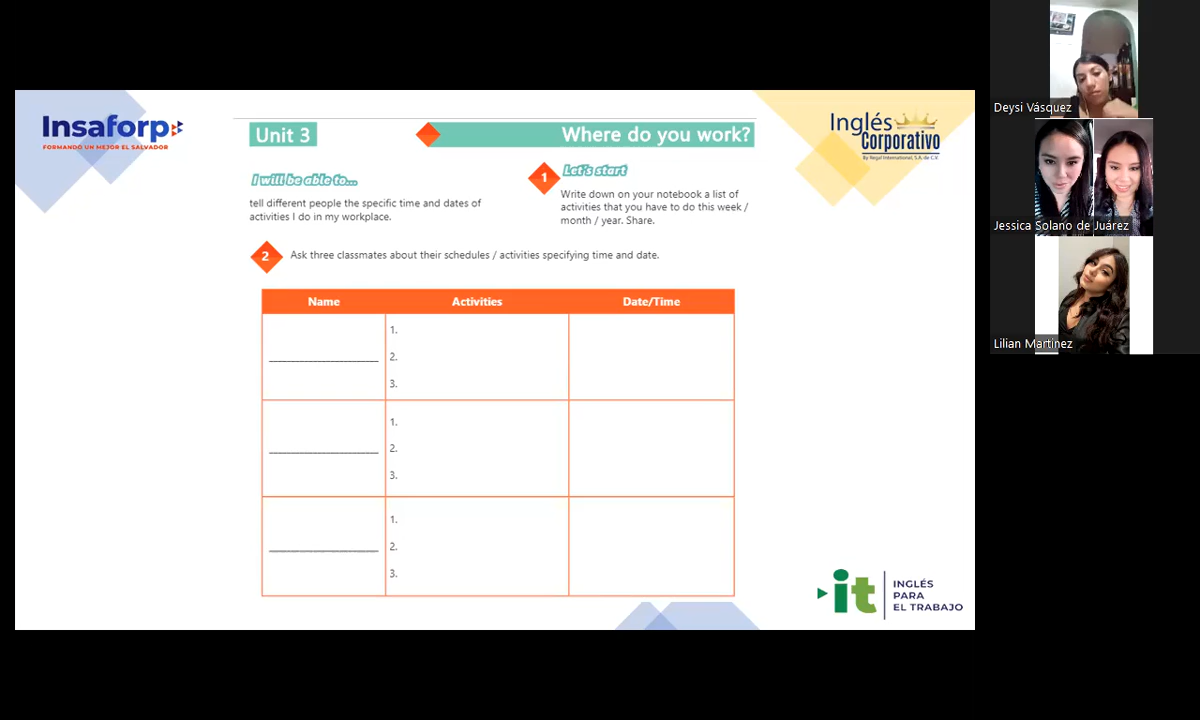 Insaforp
FORMANDO UN MEJOR EL SALVADOR
Unit 3
Where do you work?
Inglés
Corporativo
By Regal International, S.A. de C.V.
I will be able to...
tell different people the specific time and dates of
activities I do in my workplace.
1
Let's start
Write down on your notebook a list of
activities that you have to do this week /
month / year. Share.
2
Ask three classmates about their schedules / activities specifying time and date.
Name Activities Date/Time
1.
2.
3.
1.
2.
3.
1.
2.
3.
it
INGLÉS
PARA
EL TRABAJO
Deysi Vásquez
Jessica Solano de Juárez
Lilian Martinez